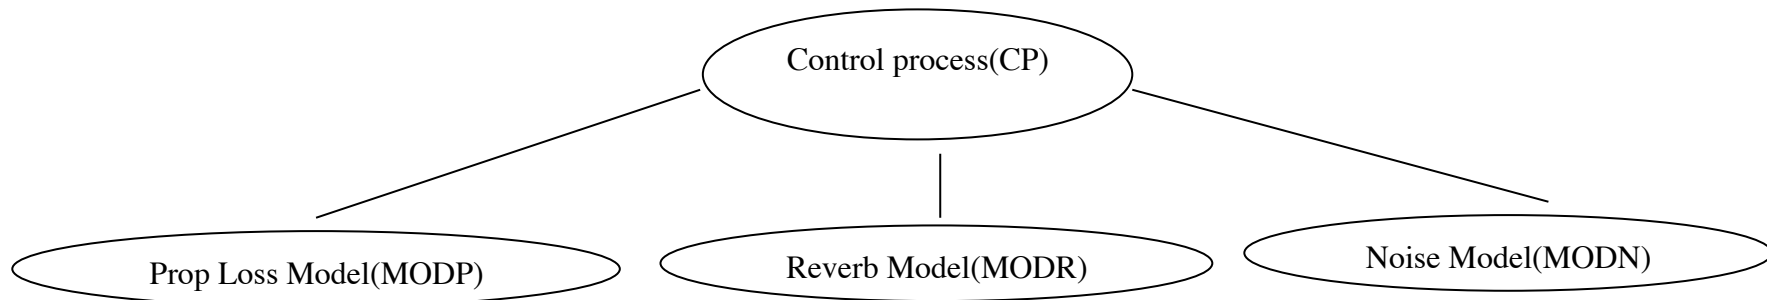 Control process(CP)
Prop Loss Model(MODP)
Reverb Model(MODR)
Noise Model(MODN)